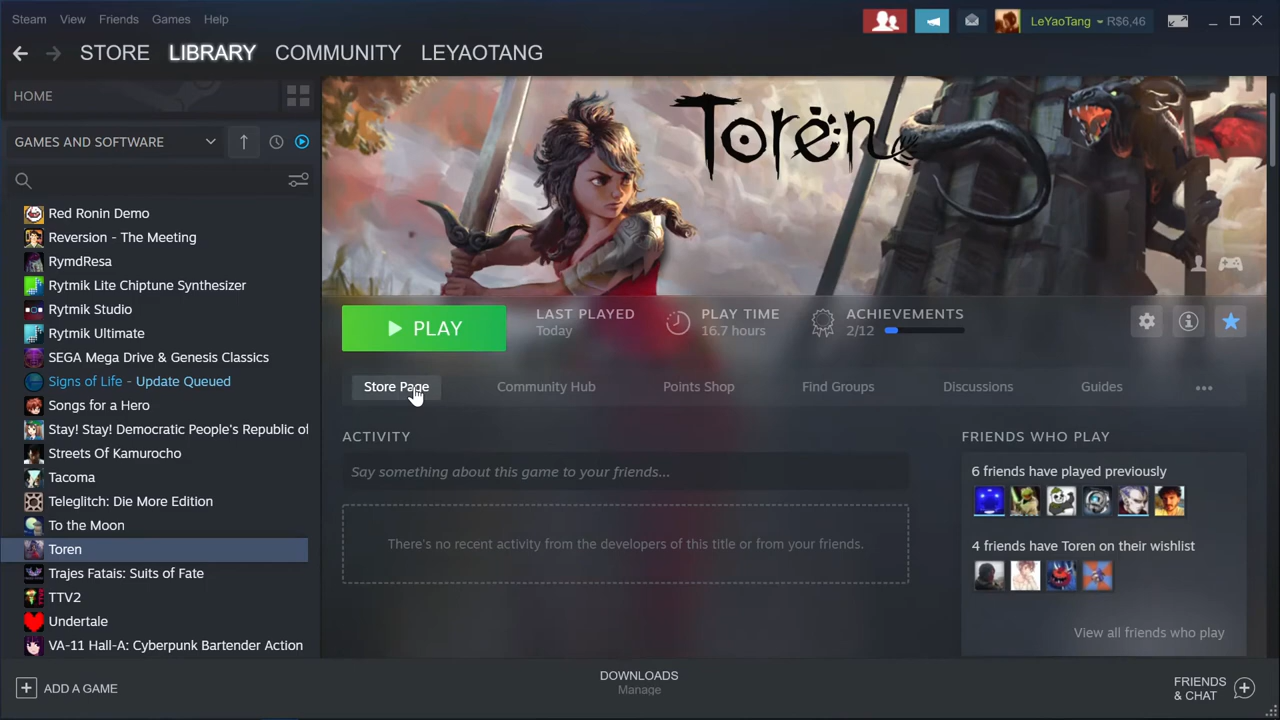 Steam View Friends Games Help
LeYaoTang R$6,46
STORE LIBRARY COMMUNITY LEYAOTANG
HOME
GAMES AND SOFTWARE
Red Ronin Demo
Reversion - The Meeting
RymdResa
Rytmik Lite Chiptune Synthesizer
Rytmik Studio
Rytmik Ultimate
SEGA Mega Drive & Genesis Classics
Signs of Life - Update Queued
Songs for a Hero
Stay! Stay! Democratic People's Republic of
Streets Of Kamurocho
Tacoma
Teleglitch: Die More Edition
To the Moon
Toren
Trajes Fatais: Suits of Fate
TTV2
Undertale
VA-11 Hall-A: Cyberpunk Bartender Action
ADD A GAME
Toren
PLAY
LAST PLAYED
Today
PLAY TIME
16.7 hours
ACHIEVEMENTS
2/12
Store Page Community Hub Points Shop Find Groups Discussions Guides
ACTIVITY
Say something about this game to your friends...
There's no recent activity from the developers of this title or from your friends.
FRIENDS WHO PLAY
6 friends have played previously
4 friends have Toren on their wishlist
View all friends who play
DOWNLOADS
Manage
FRIENDS
& CHAT